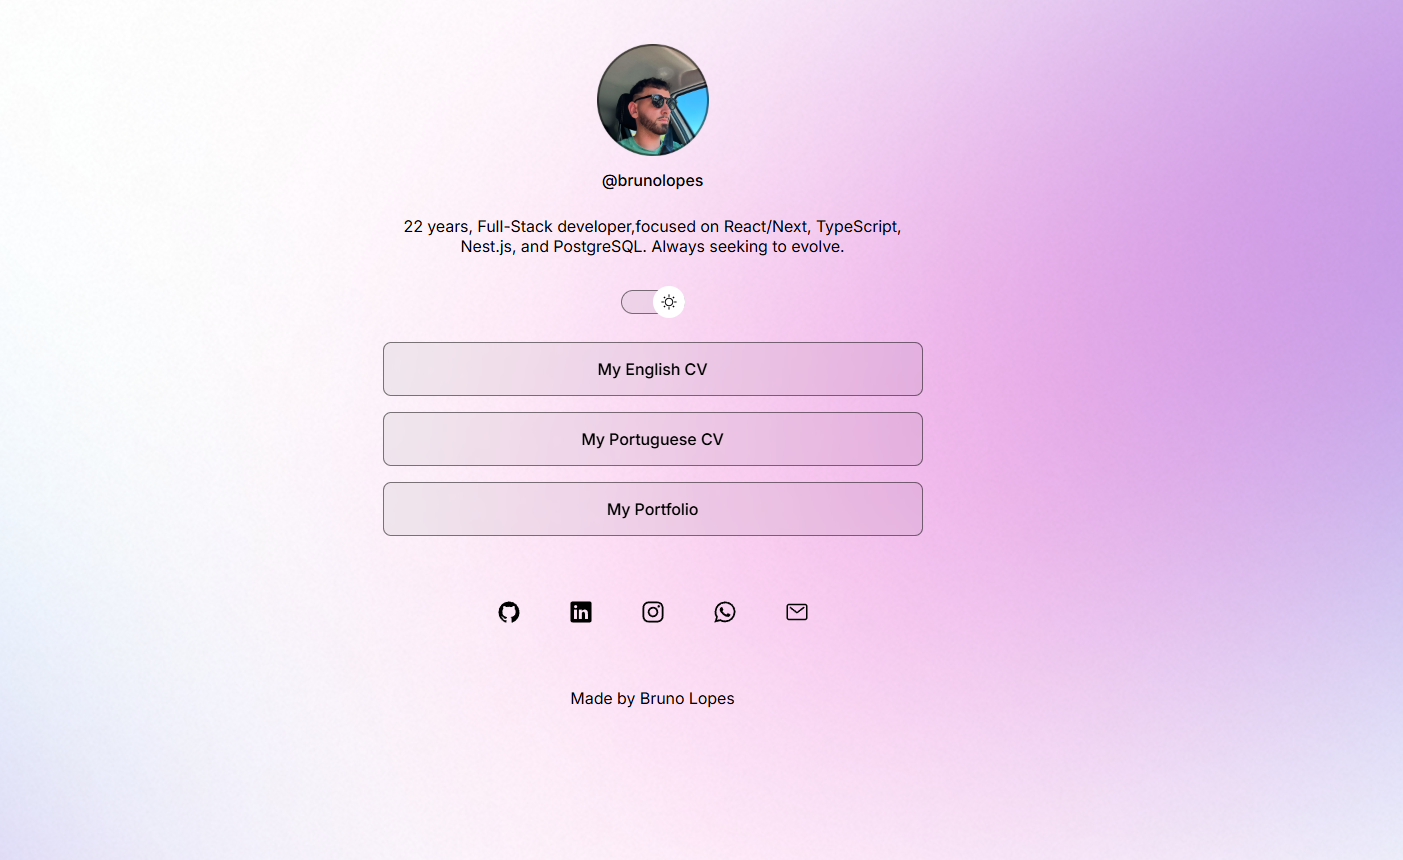 @brunolopes
22 years, Full-Stack developer,focused on React/Next, TypeScript,
Nest.js, and PostgreSQL. Always seeking to evolve.
My English CV
My Portuguese CV
My Portfolio
in
Made by Bruno Lopes